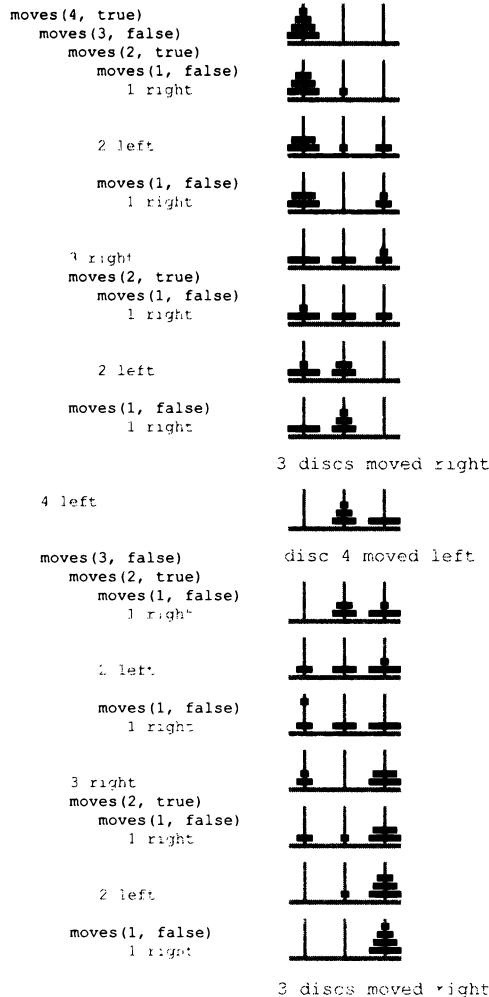 moves(4, true)
moves(3, false)
moves(2, true)
moves(1, false)
1 right
2 left
moves(1, false)
1 right
3 right
moves(2, true)
moves(1, false)
1 right
2 left
moves(1, false)
1 right
3 discs moved right
4 left
disc 4 moved left
moves(3, false)
moves(2, true)
moves(1, false)
1 right
2 left
moves(1, false)
1 right
3 right
moves(2, true)
moves(1, false)
1 right
2 left
moves(1, false)
1 right
3 discs moved right